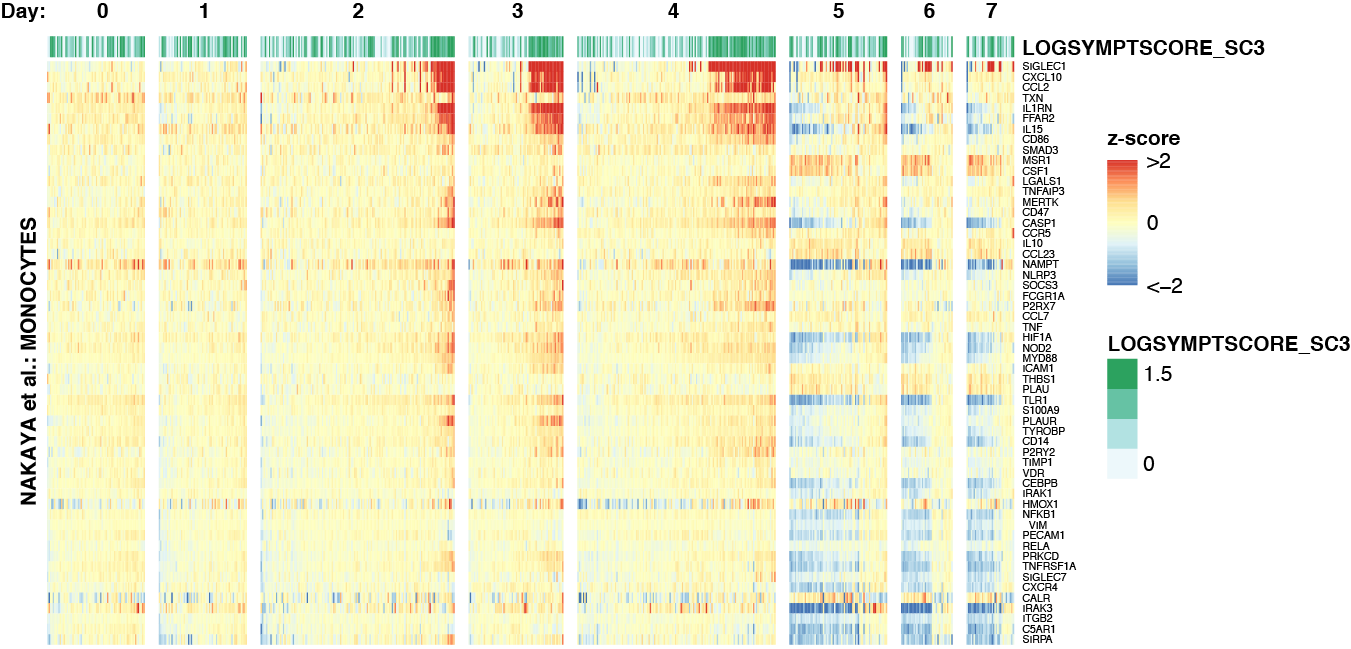 Day: 0 1 2 3 4 5 6 7
LOGSYMPTSCORE_SC3
NAKAYA et al.: MONOCYTES
SiGLEC1
CXCL10
CCL2
TXN
iL1RN
FFAR2
iL15
CD86
SMAD3
MSR1
CSF1
LGALS1
TNFAiP3
MERTK
CD47
CASP1
CCR5
iL10
CCL23
NAMPT
NLRP3
SOCS3
FCGR1A
P2RX7
CCL7
TNF
HiF1A
NOD2
MYD88
iCAM1
THBS1
PLAU
TLR1
S100A9
PLAUR
TYROBP
CD14
P2RY2
TiMP1
VDR
CEBPB
iRAK1
HMOX1
NFKB1
ViM
PECAM1
RELA
PRKCD
TNFRSF1A
SiGLEC7
CXCR4
CALR
iRAK3
iTGB2
C5AR1
SiRPA
z-score
>2
0
<−2
LOGSYMPTSCORE_SC3
1.5
0